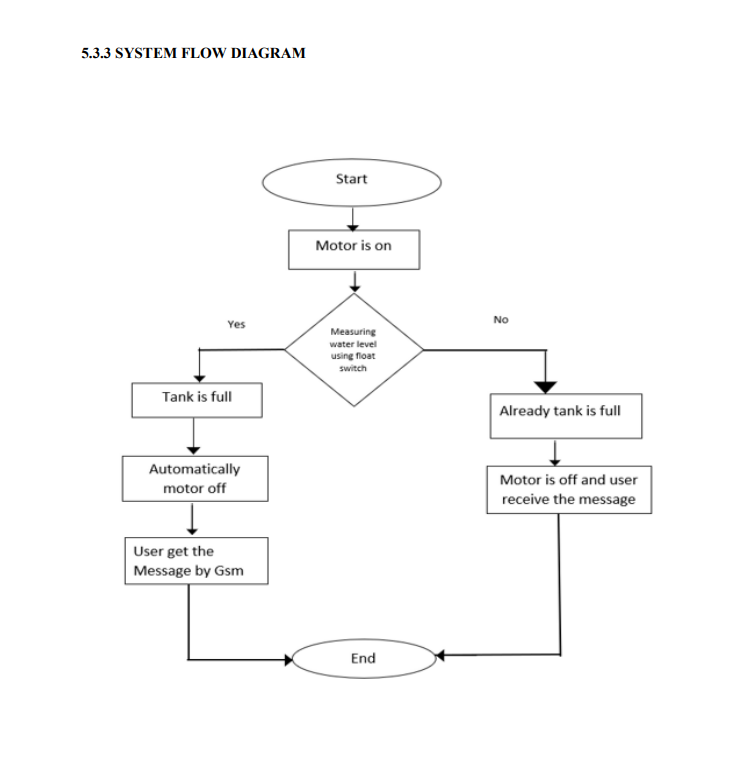 5.3.3 SYSTEM FLOW DIAGRAM
Start
Motor is on
Yes
No
Measuring
water level
using float
switch
Tank is full
Already tank is full
Automatically
motor off
Motor is off and user
receive the message
User get the
Message by Gsm
End